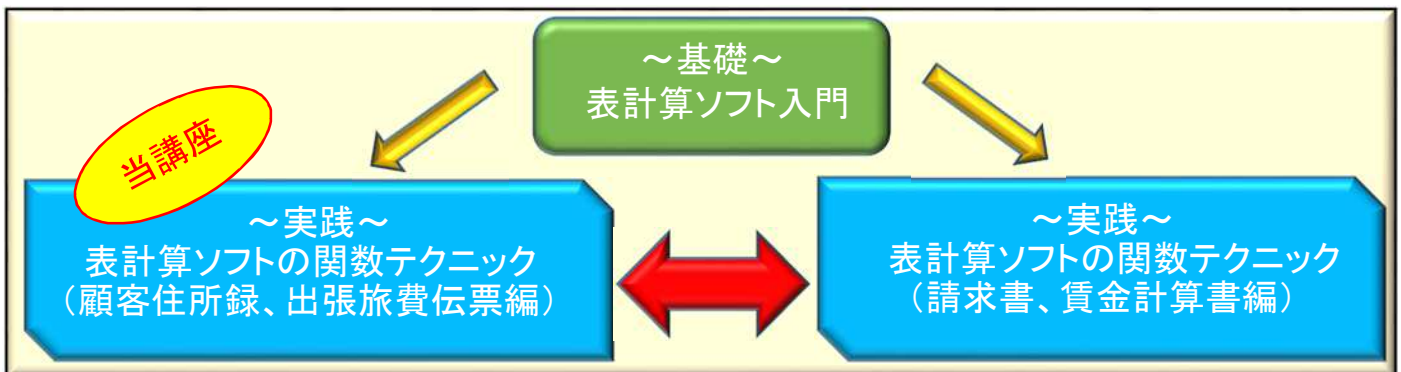 ～基礎～
表計算ソフト入門
当講座
～実践～
表計算ソフトの関数テクニック
（顧客住所録、出張旅費伝票編）
～実践～
表計算ソフトの関数テクニック
（請求書、賃金計算書編）